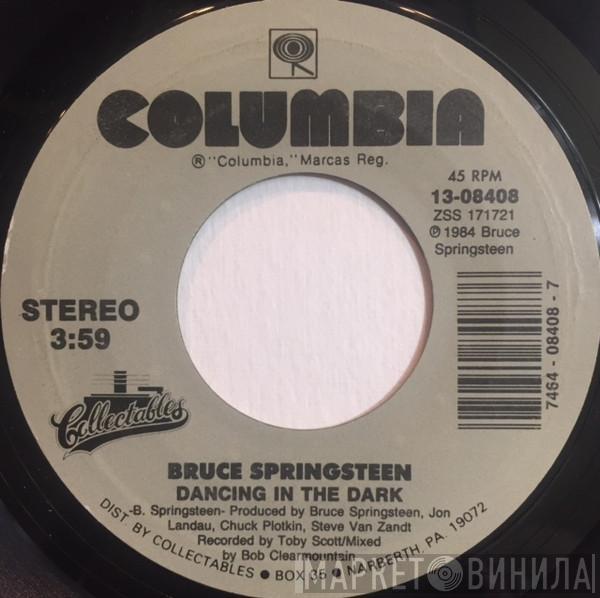 COLUMBIA
® "Columbia," Marcas Reg.
45 RPM
13-08408
ZSS 171721
℗ 1984 Bruce
Springsteen
STEREO
3:59
7464 - 08408 - 7
Collectables
BRUCE SPRINGSTEEN
DANCING IN THE DARK
-B. Springsteen- Produced by Bruce Springsteen, Jon
Landau, Chuck Plotkin, Steve Van Zandt
Recorded by Toby Scott/Mixed
by Bob Clearmountain
DIST. BY COLLECTABLES ● BOX 35 ● NARBERTH, PA. 19072
МАРКЕТ ВИНИЛА